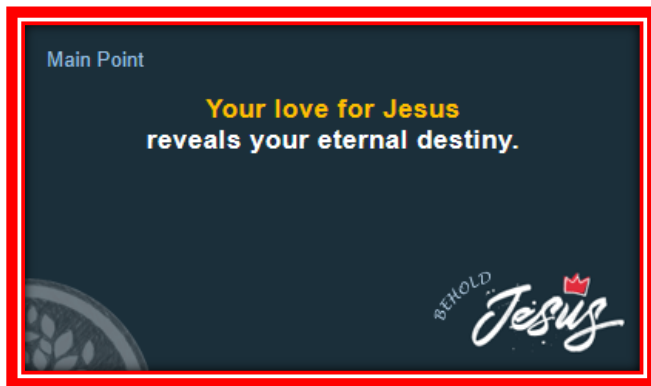 Main Point
Your love for Jesus
reveals your eternal destiny.
BEHOLD
Jesus